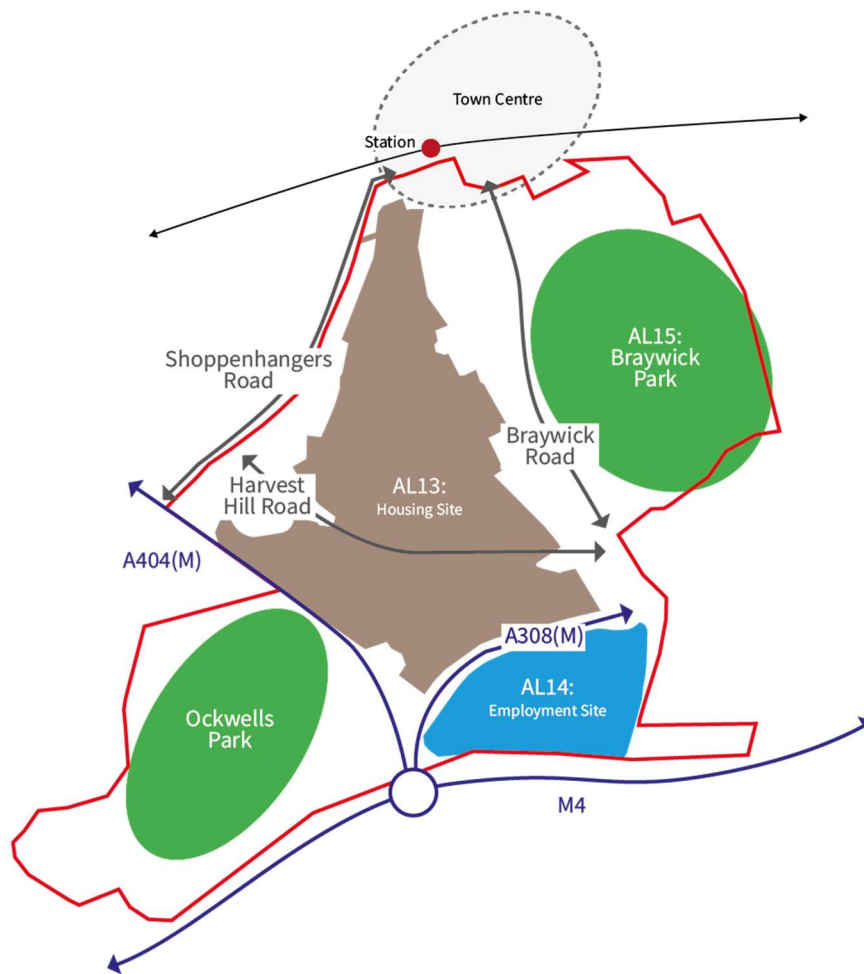 Town Centre
Station
Shoppenhangers
Road
AL15:
Braywick
Park
Braywick
Road
Harvest
Hill Road
AL13:
Housing Site
A404(M)
A308(M)
AL14:
Employment Site
Ockwells
Park
M4